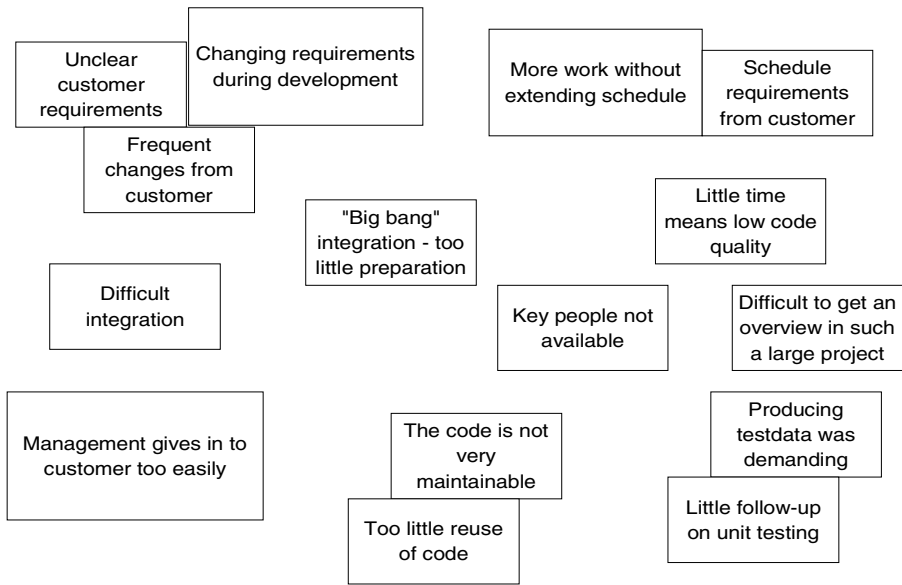 Unclear
customer
requirements
Changing requirements
during development
More work without
extending schedule
Schedule
requirements
from customer
Frequent
changes from
customer
"Big bang"
integration - too
little preparation
Little time
means low code
quality
Difficult
integration
Key people not
available
Difficult to get an
overview in such
a large project
Management gives in to
customer too easily
The code is not
very
maintainable
Producing
testdata was
demanding
Too little reuse
of code
Little follow-up
on unit testing